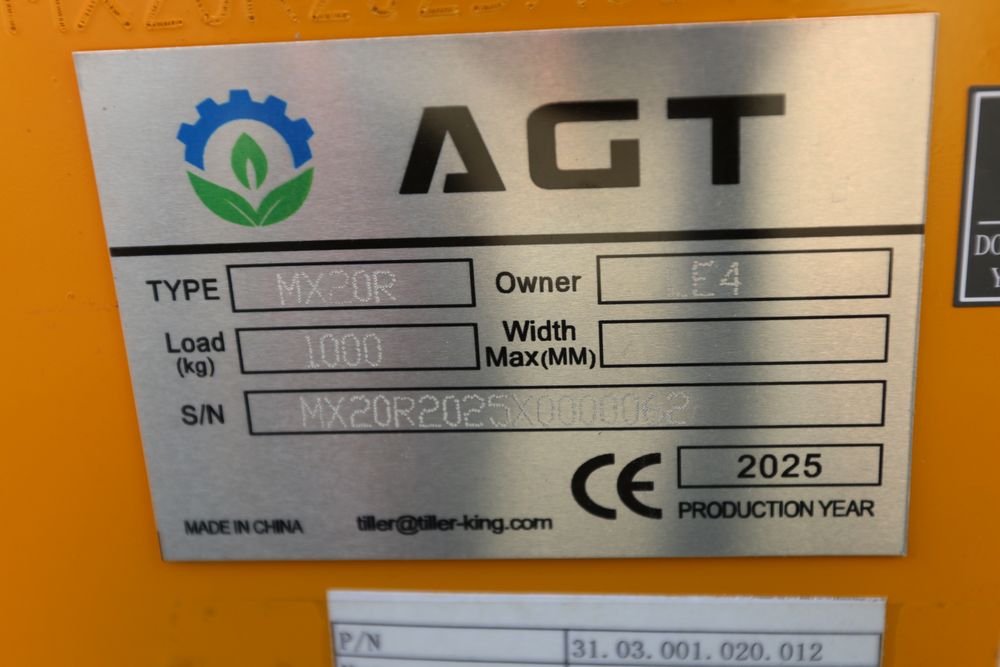 AGT
TYPE MX20R Owner LE4
Load (kg) 1000 Width Max(MM)
S/N MX20R2025X0000062
CE 2025
PRODUCTION YEAR
MADE IN CHINA tiller@tiller-king.com
P/N 31.03.001.020.012